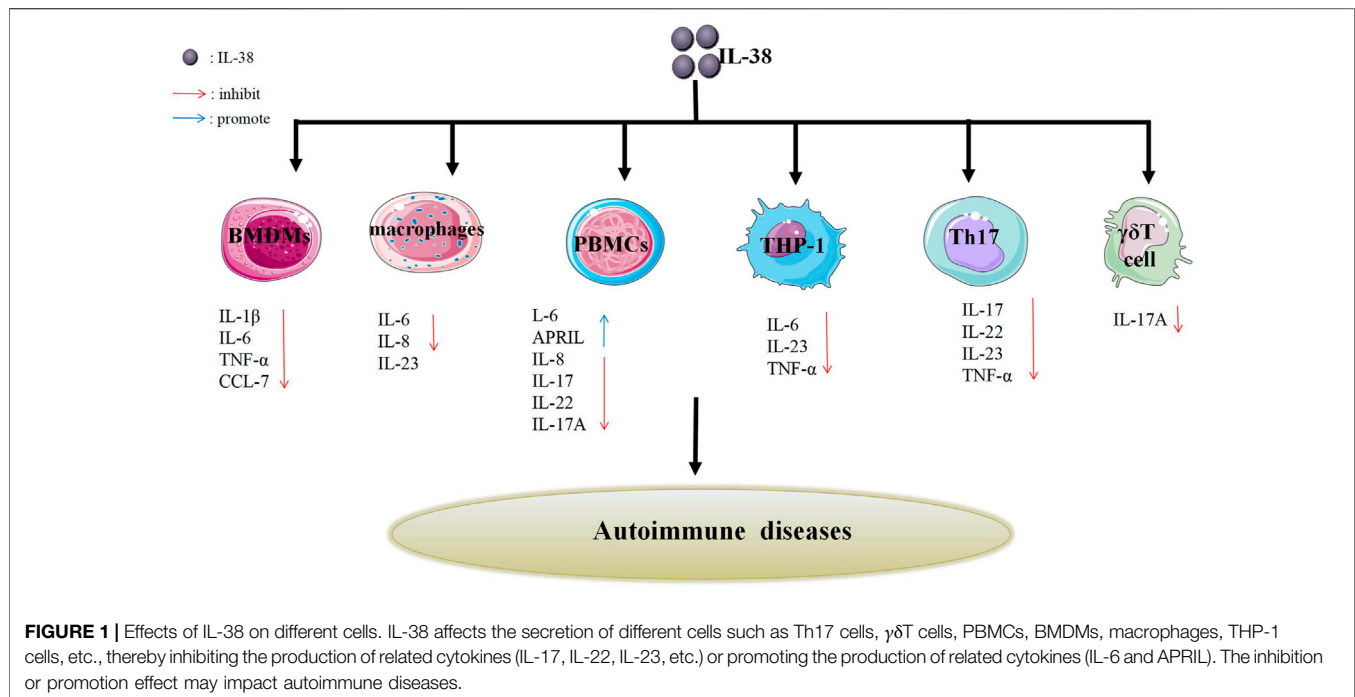 : IL-38
: inhibit
: promote
IL-38
BMDMs
macrophages
PBMCs
THP-1
Th17
γδT
cell
IL-1β
IL-6
TNF-α
CCL-7
IL-6
IL-8
IL-23
L-6
APRIL
IL-8
IL-17
IL-22
IL-17A
IL-6
IL-23
TNF-α
IL-17
IL-22
IL-23
TNF-α
IL-17A
Autoimmune diseases
FIGURE 1 | Effects of IL-38 on different cells. IL-38 affects the secretion of different cells such as Th17 cells, γδT cells, PBMCs, BMDMs, macrophages, THP-1
cells, etc., thereby inhibiting the production of related cytokines (IL-17, IL-22, IL-23, etc.) or promoting the production of related cytokines (IL-6 and APRIL). The inhibition
or promotion effect may impact autoimmune diseases.